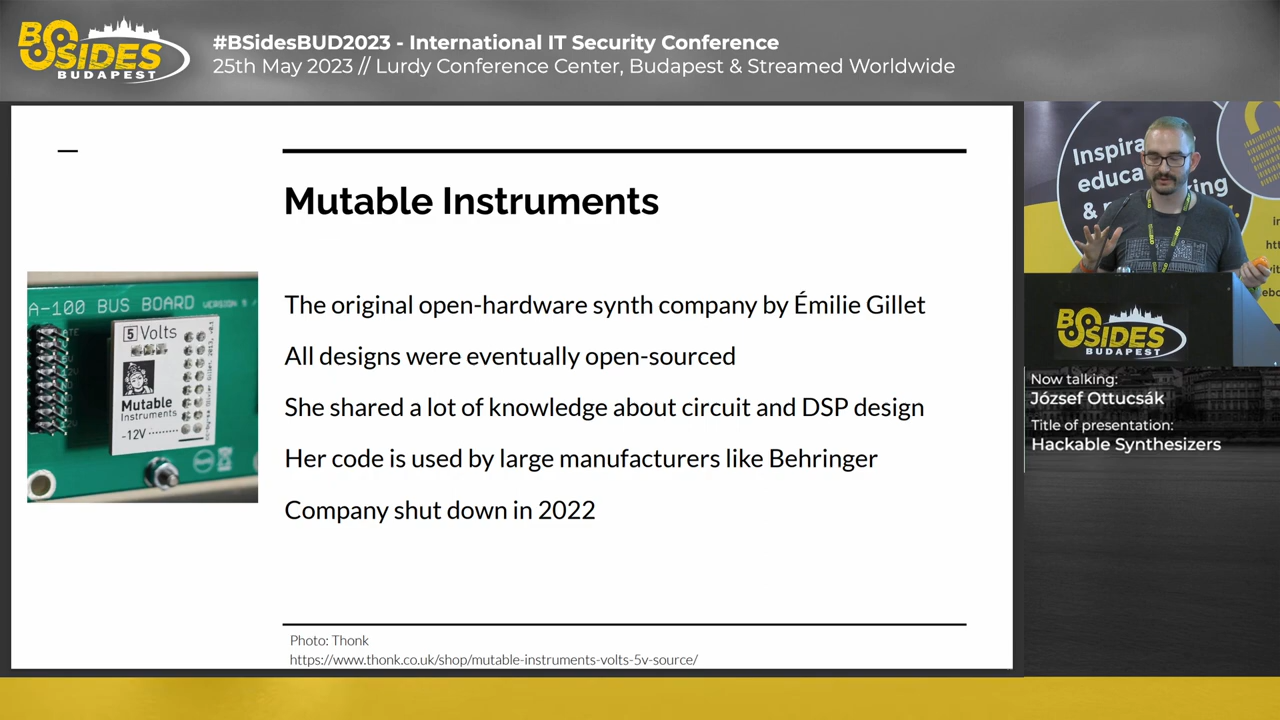 BSIDES
BUDAPEST
#BSidesBUD2023 - International IT Security Conference
25th May 2023 // Lurdy Conference Center, Budapest & Streamed Worldwide
Mutable Instruments
A-100 BUS BOARD VERSION
5 Volts
Mutable
Instruments
-12V
The original open-hardware synth company by Émilie Gillet
All designs were eventually open-sourced
She shared a lot of knowledge about circuit and DSP design
Her code is used by large manufacturers like Behringer
Company shut down in 2022
Photo: Thonk
https://www.thonk.co.uk/shop/mutable-instruments-volts-5v-source/
BSIDES
BUDAPEST
Now talking:
József Ottucsák
Title of presentation:
Hackable Synthesizers